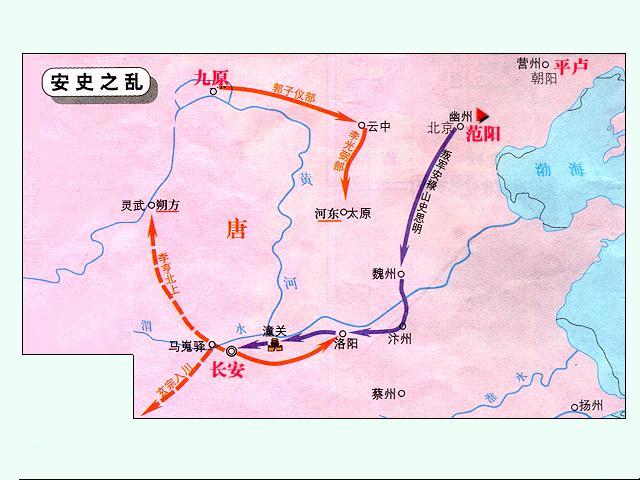 安史之乱
营州
平卢
朝阳
九原
郭子仪部
幽州
北京
范阳
云中
李光弼部
叛军安禄山史思明
渤海
黄河
灵武
朔方
河东
太原
唐
李亨北上
魏州
渭水
潼关
马嵬驿
长安
洛阳
汴州
玄宗入川
蔡州
淮水
扬州